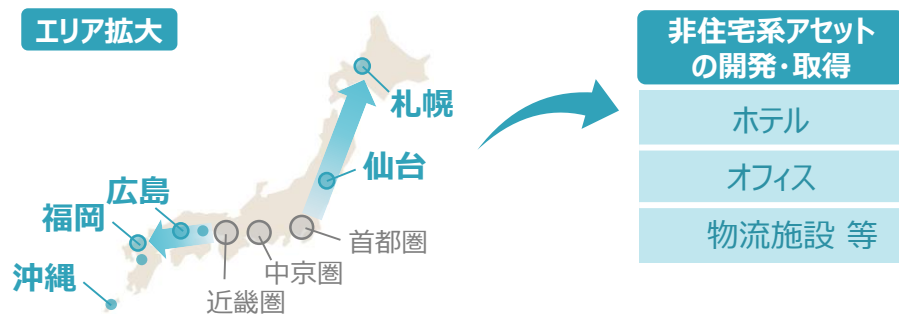 エリア拡大
札幌
仙台
広島
福岡
沖縄
首都圏
中京圏
近畿圏
非住宅系アセット
の開発・取得
ホテル
オフィス
物流施設 等